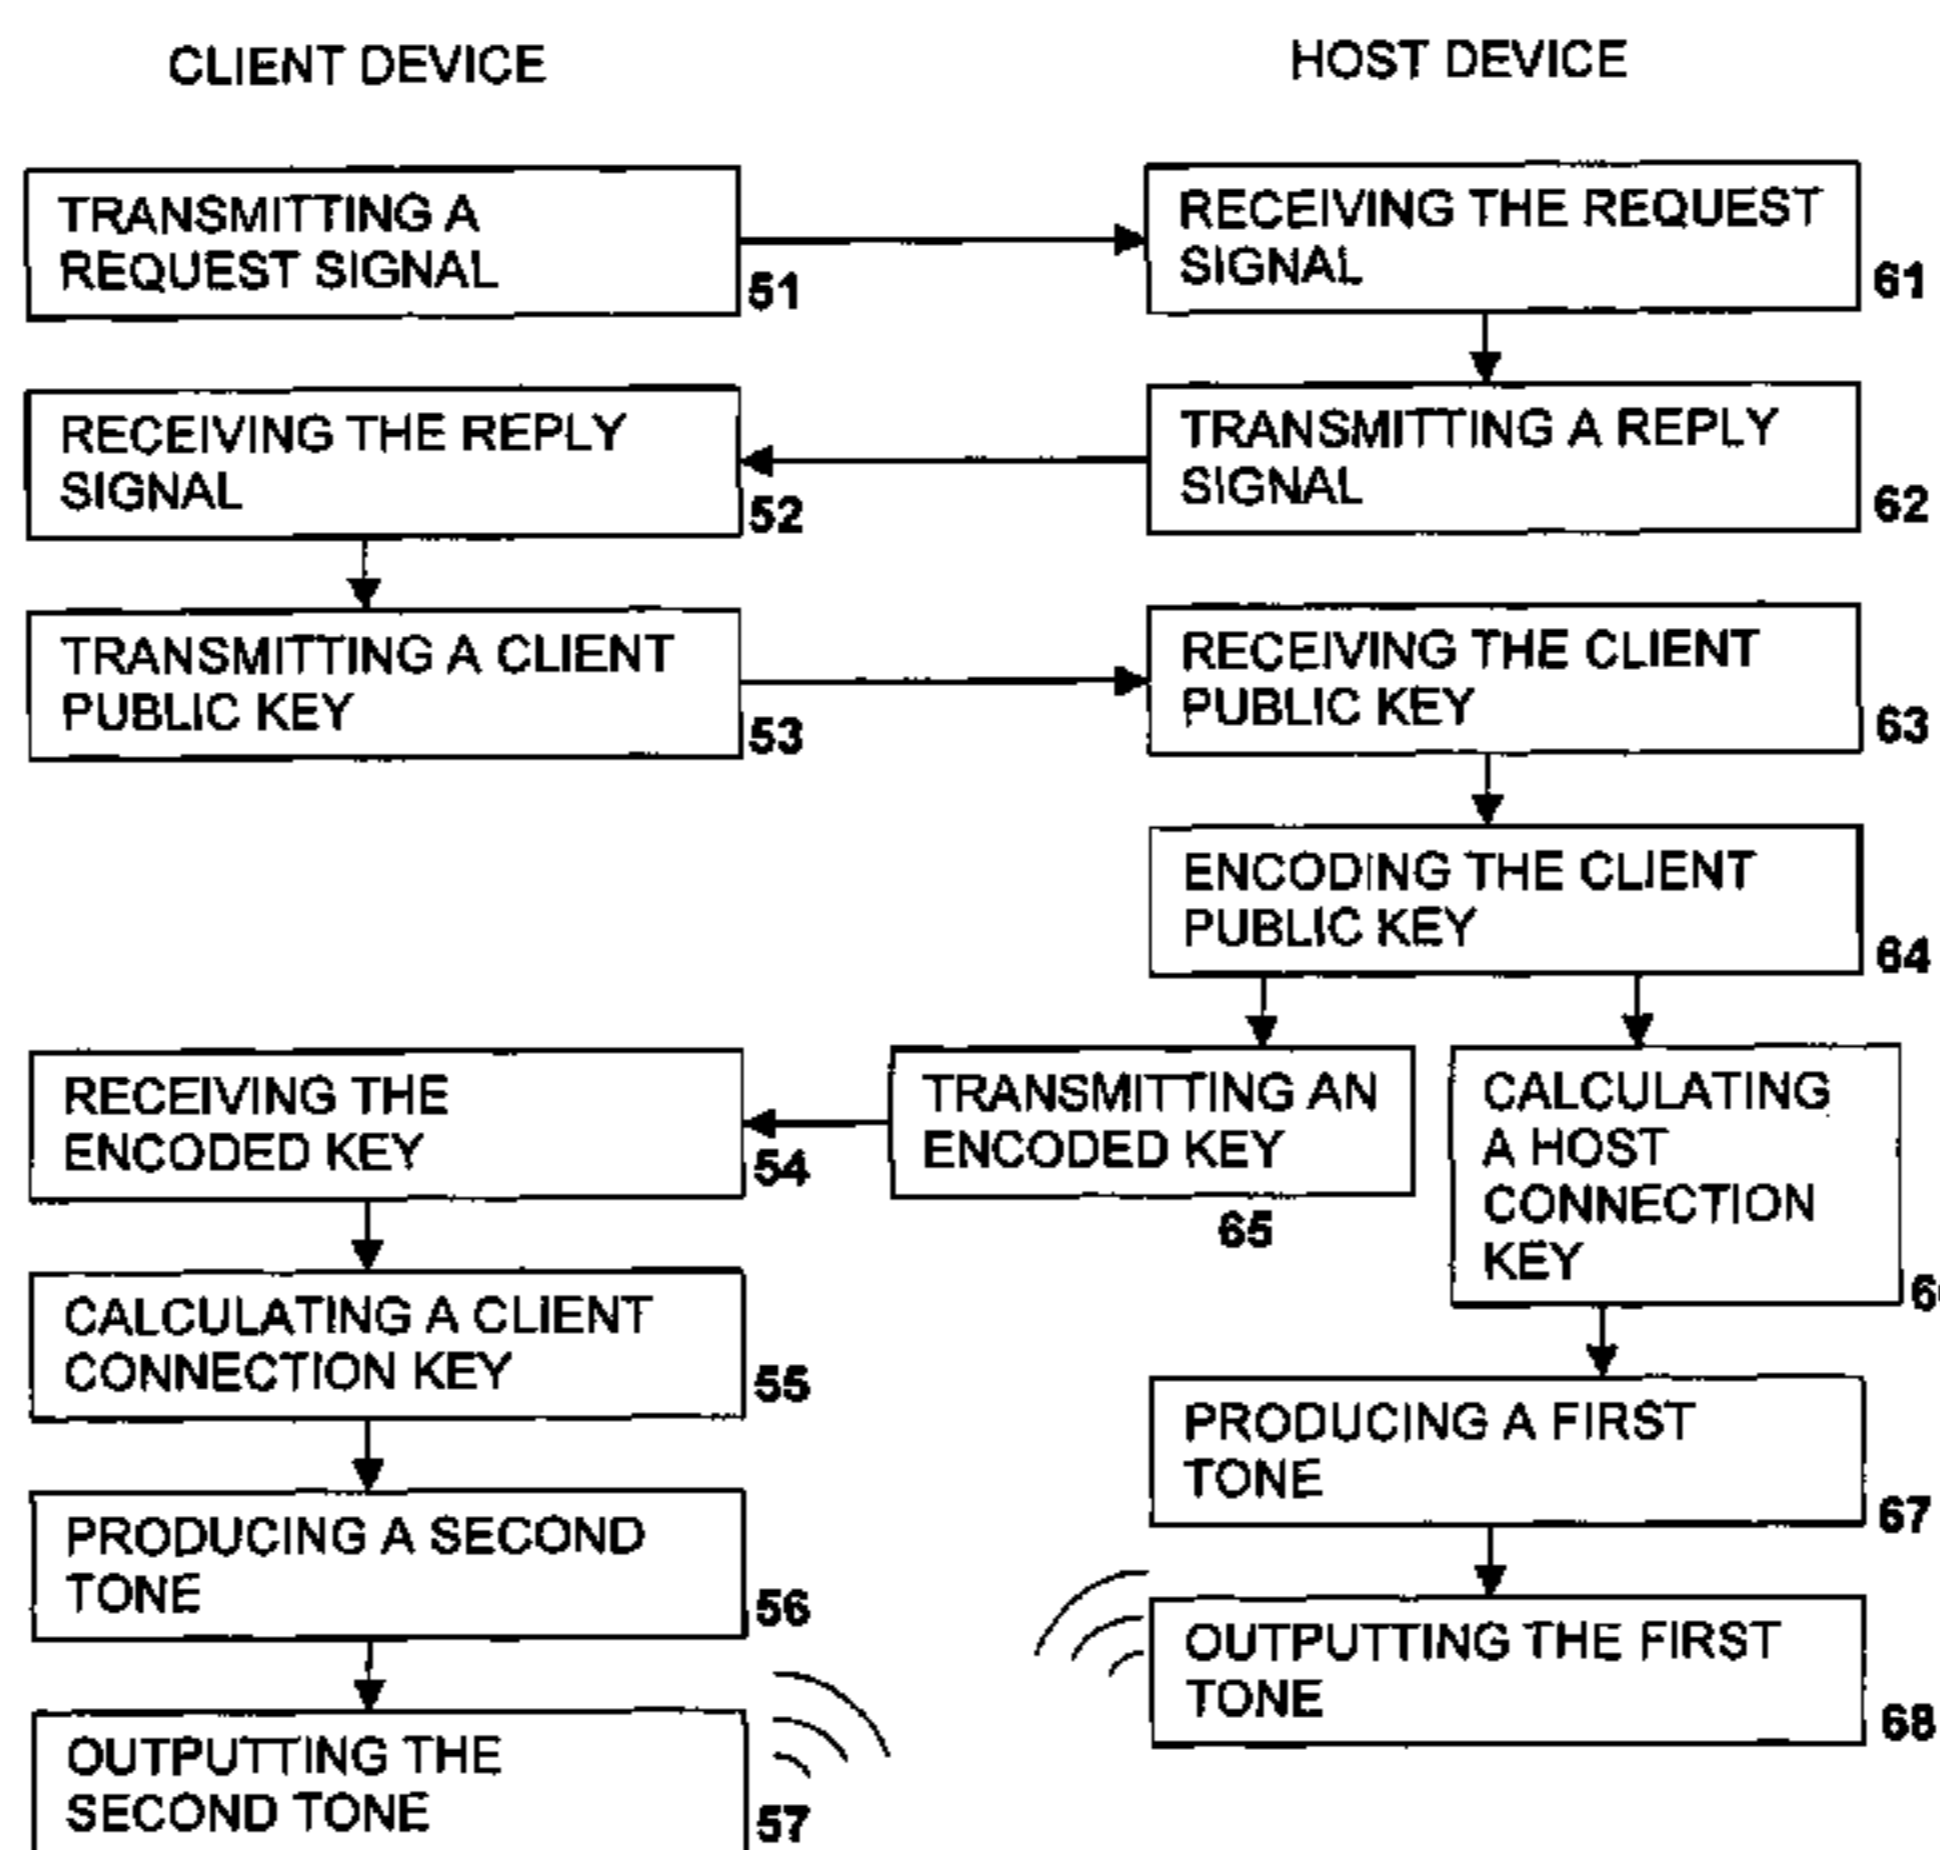 CLIENT DEVICE
HOST DEVICE
TRANSMITTING A
REQUEST SIGNAL
51
RECEIVING THE REQUEST
SIGNAL
61
RECEIVING THE REPLY
SIGNAL
52
TRANSMITTING A REPLY
SIGNAL
62
TRANSMITTING A CLIENT
PUBLIC KEY
53
RECEIVING THE CLIENT
PUBLIC KEY
63
ENCODING THE CLIENT
PUBLIC KEY
64
RECEIVING THE
ENCODED KEY
54
TRANSMITTING AN
ENCODED KEY
65
CALCULATING
A HOST
CONNECTION
KEY
CALCULATING A CLIENT
CONNECTION KEY
55
PRODUCING A FIRST
TONE
67
PRODUCING A SECOND
TONE
56
OUTPUTTING THE FIRST
TONE
68
OUTPUTTING THE
SECOND TONE
57